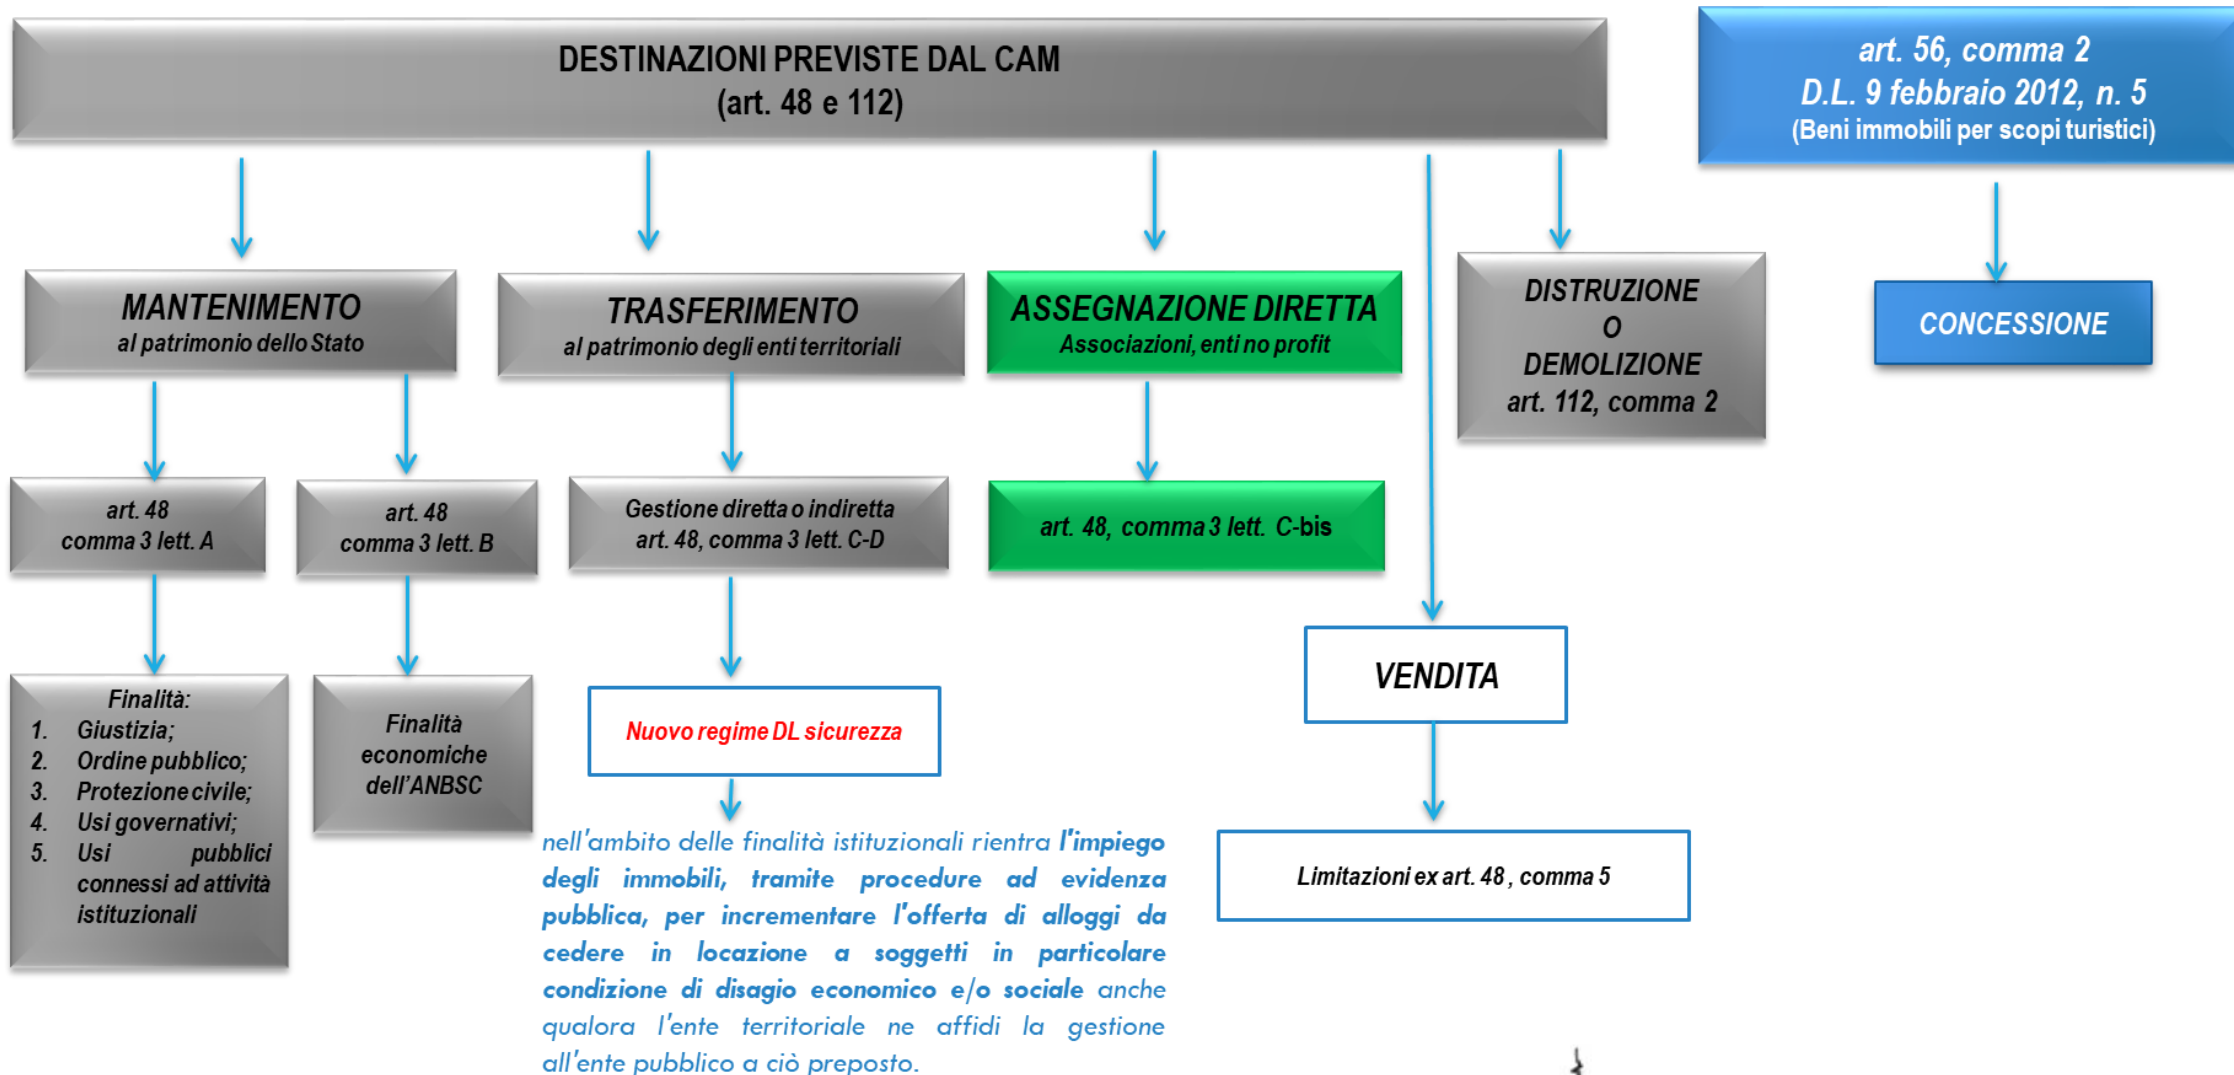 DESTINAZIONI PREVISTE DAL CAM
(art. 48 e 112)
art. 56, comma 2
D.L. 9 febbraio 2012, n. 5
(Beni immobili per scopi turistici)
MANTENIMENTO
al patrimonio dello Stato
TRASFERIMENTO
al patrimonio degli enti territoriali
ASSEGNAZIONE DIRETTA
Associazioni, enti no profit
DISTRUZIONE
O
DEMOLIZIONE
art. 112, comma 2
CONCESSIONE
art. 48
comma 3 lett. A
art. 48
comma 3 lett. B
Gestione diretta o indiretta
art. 48, comma 3 lett. C-D
art. 48, comma 3 lett. C-bis
VENDITA
Finalità:
1. Giustizia;
2. Ordine pubblico;
3. Protezione civile;
4. Usi governativi;
5. Usi pubblici
connessi ad attività
istituzionali
Finalità
economiche
dell'ANBSC
Nuovo regime DL sicurezza
nell'ambito delle finalità istituzionali rientra l'impiego
degli immobili, tramite procedure ad evidenza
pubblica, per incrementare l'offerta di alloggi da
cedere in locazione a soggetti in particolare
condizione di disagio economico e/o sociale anche
qualora l'ente territoriale ne affidi la gestione
all'ente pubblico a ciò preposto.
Limitazioni ex art. 48 , comma 5